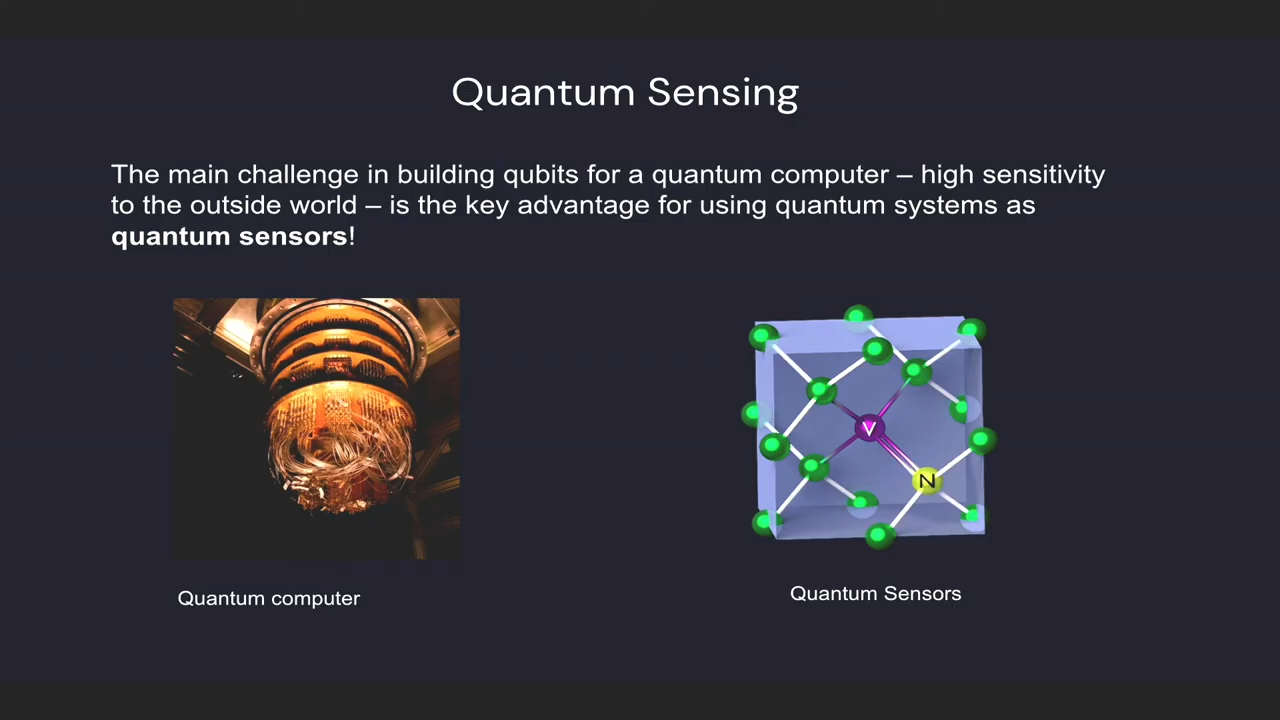 Quantum Sensing
The main challenge in building qubits for a quantum computer – high sensitivity
to the outside world – is the key advantage for using quantum systems as
quantum sensors!
V
N
Quantum computer
Quantum Sensors